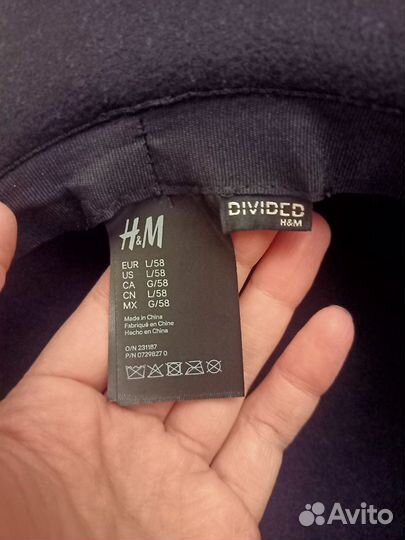 DIVIDED
H&M
H&M
EUR L/58
US L/58
CA G/58
CN L/58
MX G/58
Made in China
Fabriqué en Chine
Hecho en China
O/N 231187
P/N 0729827 0
Avito